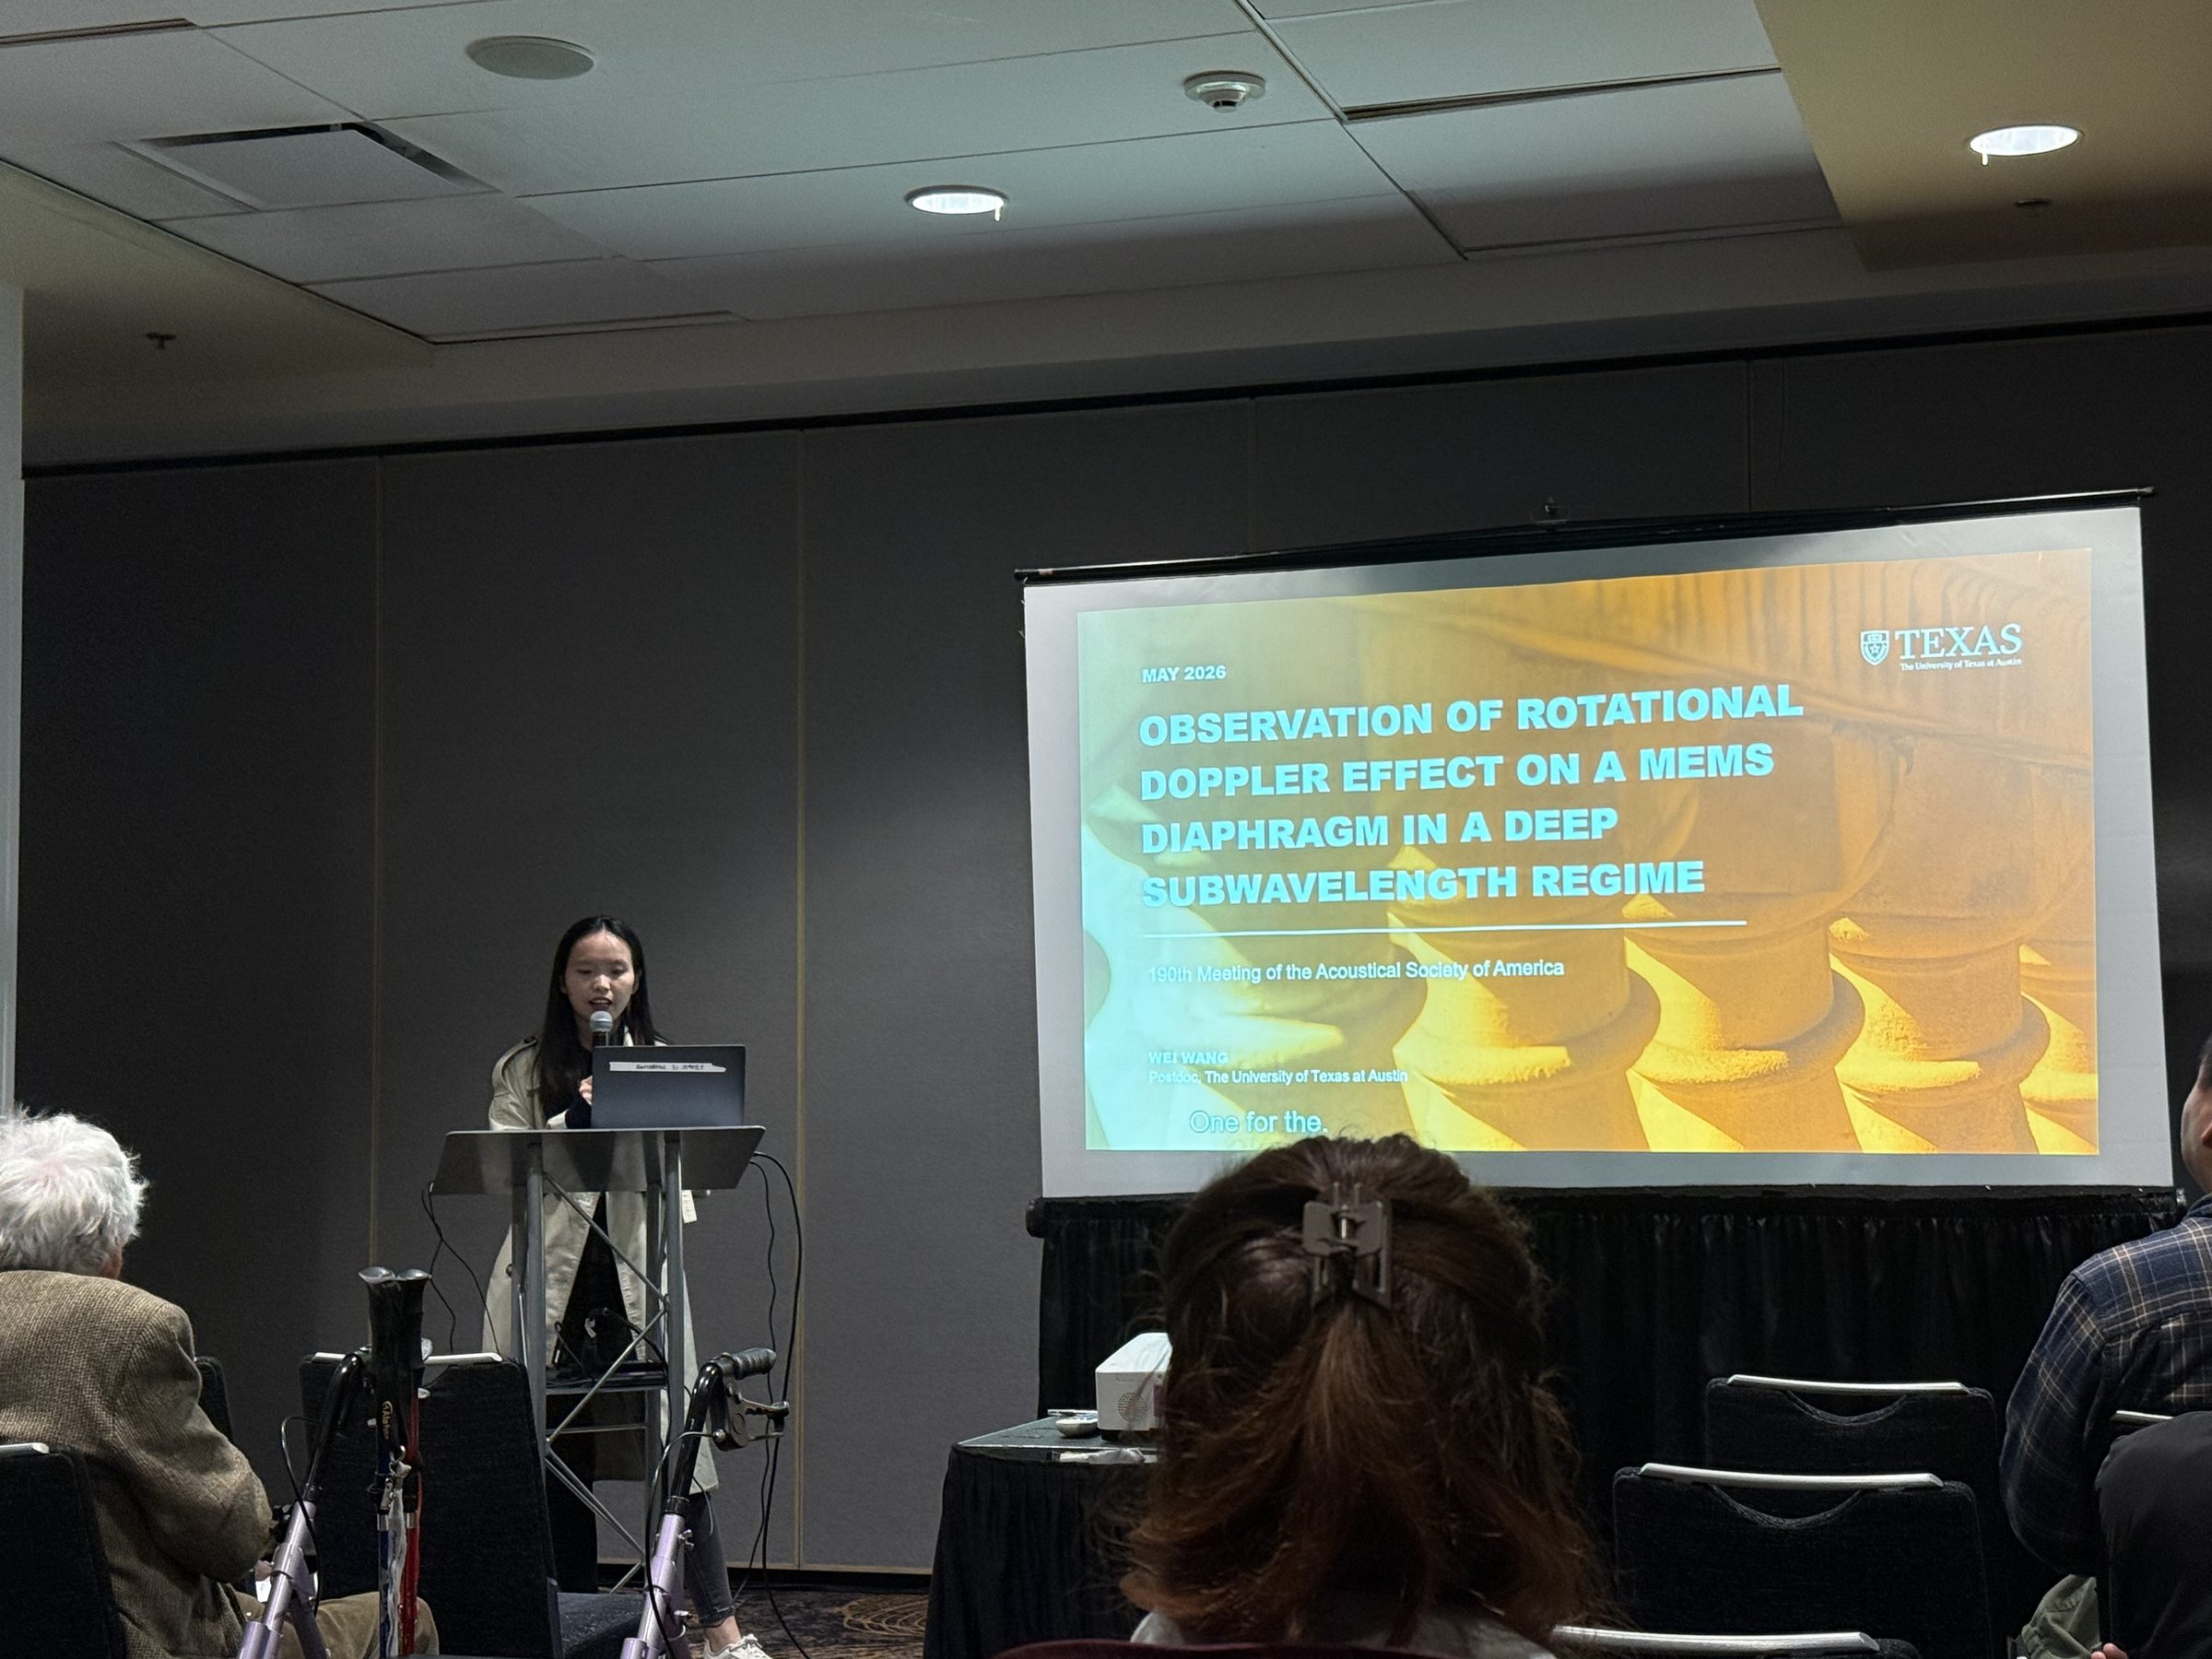 MAY 2026
TEXAS
The University of Texas at Austin
OBSERVATION OF ROTATIONAL
DOPPLER EFFECT ON A MEMS
DIAPHRAGM IN A DEEP
SUBWAVELENGTH REGIME
190th Meeting of the Acoustical Society of America
WEI WANG
Postdoc, The University of Texas at Austin
One for the.